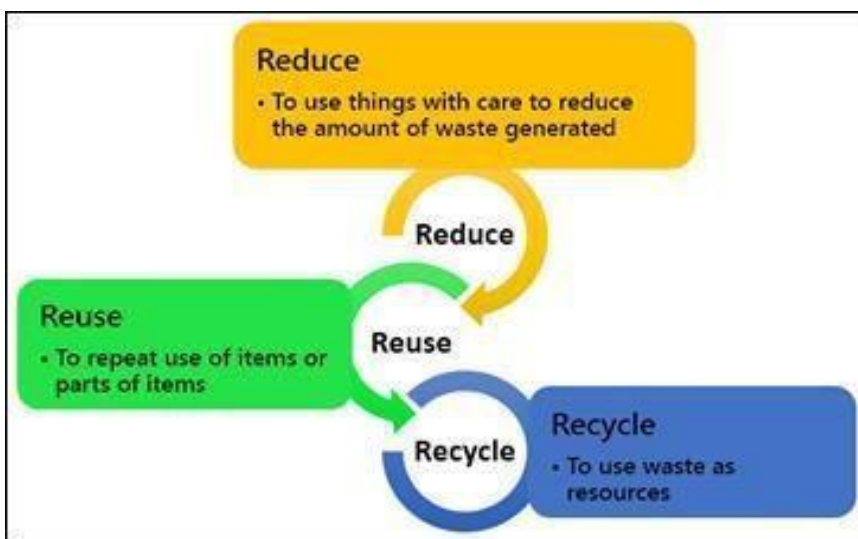 Reduce
• To use things with care to reduce
the amount of waste generated
Reduce
Reuse
• To repeat use of items or
parts of items
Reuse
Recycle
Recycle
• To use waste as
resources